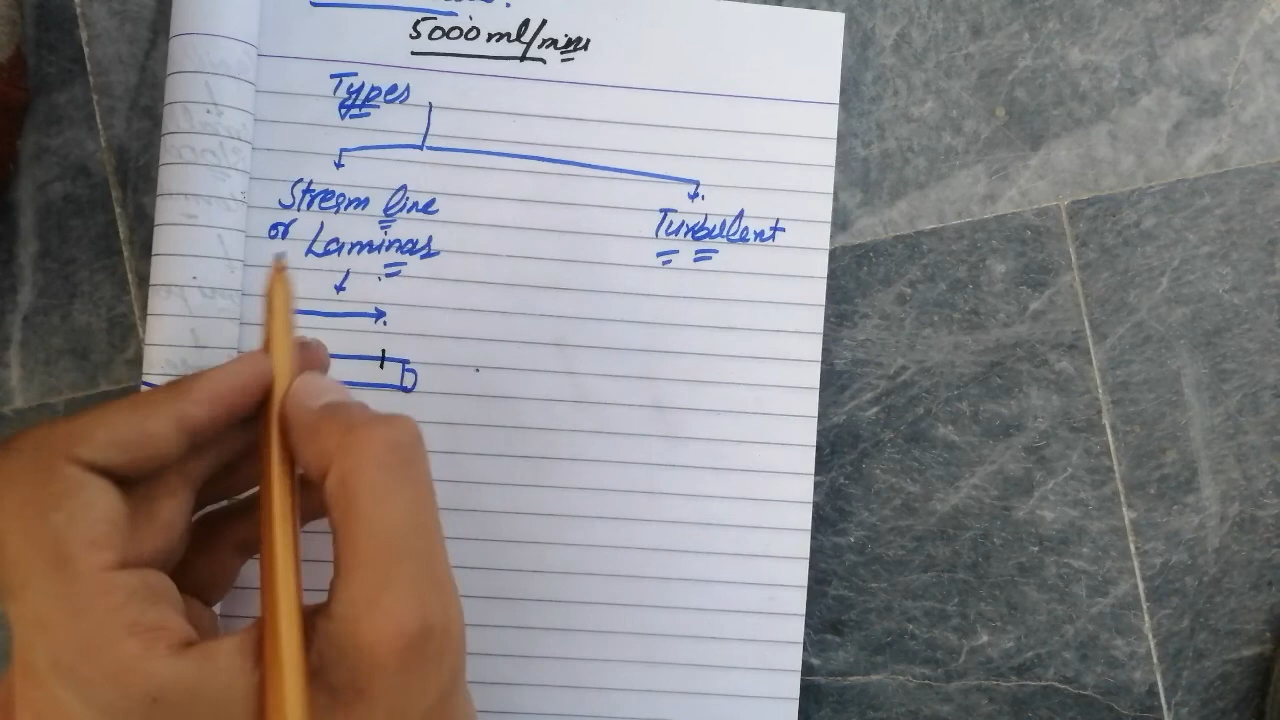 5000 ml/min
Types
Stream line
or Laminar
Turbulent